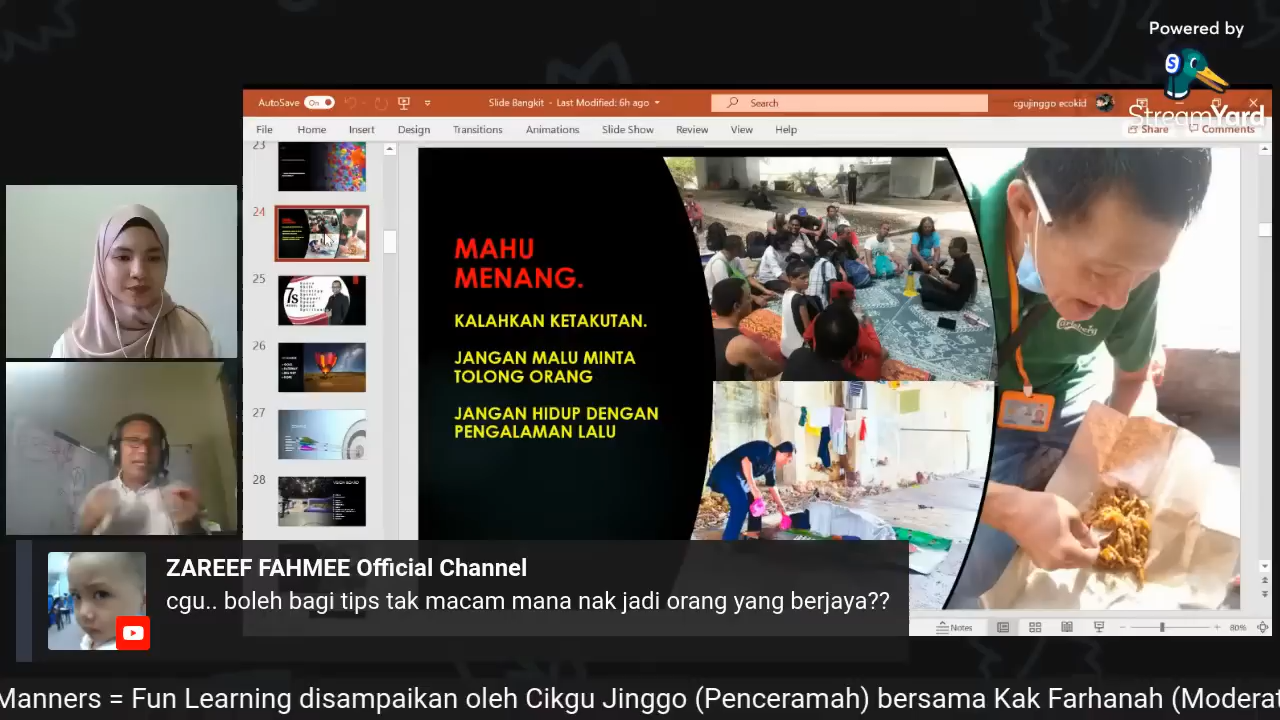 Powered by
StreamYard
AutoSave On
Slide Bangkit - Last Modified: 6h ago
Search
cgujinggo ecokid
File Home Insert Design Transitions Animations Slide Show Review View Help
Share Comments
23
24
25
7s
26
27
28
VISION BOARD
MAHU
MENANG.
KALAHKAN KETAKUTAN.
JANGAN MALU MINTA
TOLONG ORANG
JANGAN HIDUP DENGAN
PENGALAMAN LALU
Carlsberg
ZAREEF FAHMEE Official Channel
cgu.. boleh bagi tips tak macam mana nak jadi orang yang berjaya??
Notes
80%
Manners = Fun Learning disampaikan oleh Cikgu Jinggo (Penceramah) bersama Kak Farhanah (Moderat